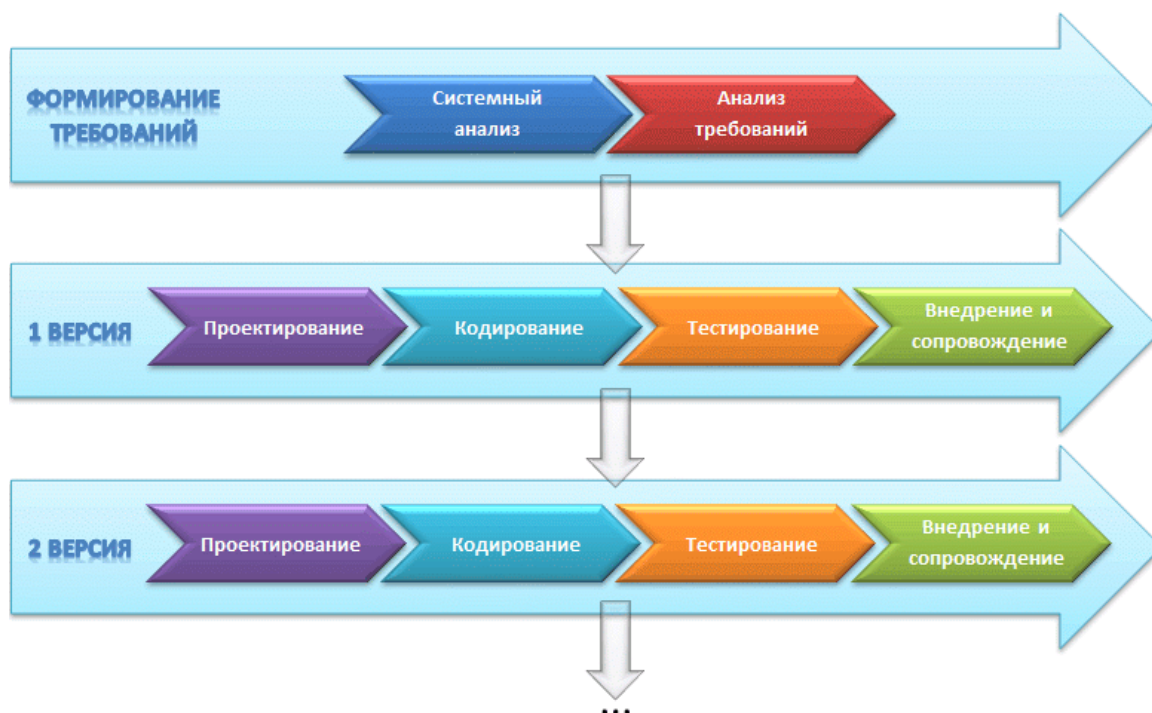 ФОРМИРОВАНИЕ
ТРЕБОВАНИЙ
Системный
анализ
Анализ
требований
1 ВЕРСИЯ
Проектирование
Кодирование
Тестирование
Внедрение и
сопровождение
2 ВЕРСИЯ
Проектирование
Кодирование
Тестирование
Внедрение и
сопровождение
...